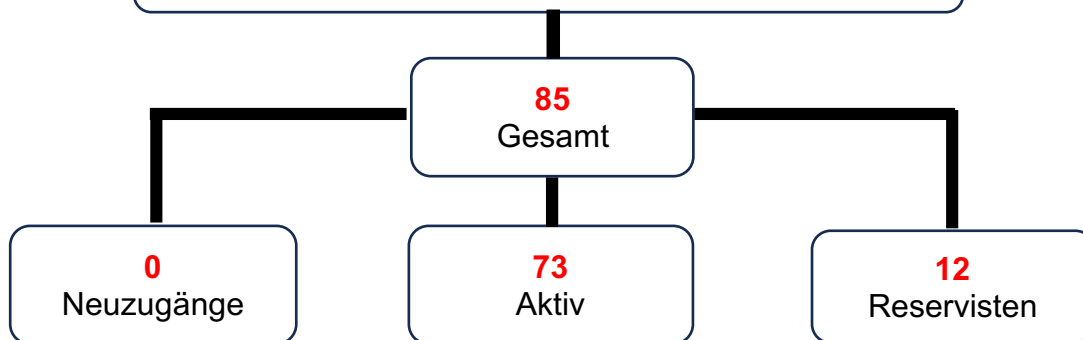 85
Gesamt
0
Neuzugänge
73
Aktiv
12
Reservisten